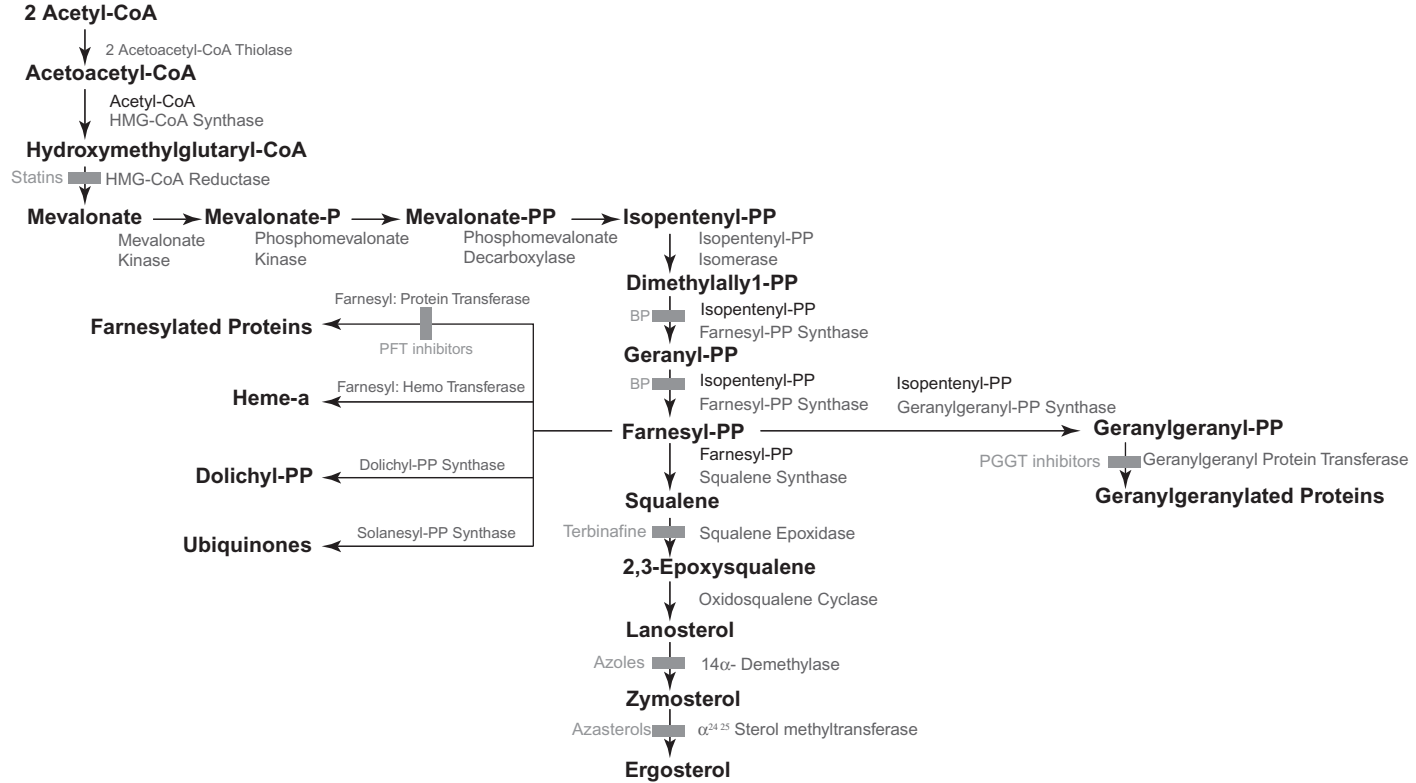 2 Acetyl-CoA
2 Acetoacetyl-CoA Thiolase
Acetoacetyl-CoA
Acetyl-CoA
HMG-CoA Synthase
Hydroxymethylglutaryl-CoA
Statins
HMG-CoA Reductase
Mevalonate
Mevalonate-P
Mevalonate-PP
Isopentenyl-PP
Mevalonate
Kinase
Phosphomevalonate
Kinase
Phosphomevalonate
Decarboxylase
Isopentenyl-PP
Isomerase
Dimethylally1-PP
BP
Isopentenyl-PP
Farnesyl-PP Synthase
Geranyl-PP
BP
Isopentenyl-PP
Farnesyl-PP Synthase
Farnesyl: Protein Transferase
Farnesylated Proteins
PFT inhibitors
Farnesyl: Hemo Transferase
Heme-a
Dolichyl-PP Synthase
Dolichyl-PP
Solanesyl-PP Synthase
Ubiquinones
Isopentenyl-PP
Geranylgeranyl-PP Synthase
Farnesyl-PP
Geranylgeranyl-PP
PGGT inhibitors
Geranylgeranyl Protein Transferase
Geranylgeranylated Proteins
Farnesyl-PP
Squalene Synthase
Squalene
Terbinafine
Squalene Epoxidase
2,3-Epoxysqualene
Oxidosqualene Cyclase
Lanosterol
Azoles
14α- Demethylase
Zymosterol
Azasterols
α²⁴ ²⁵ Sterol methyltransferase
Ergosterol